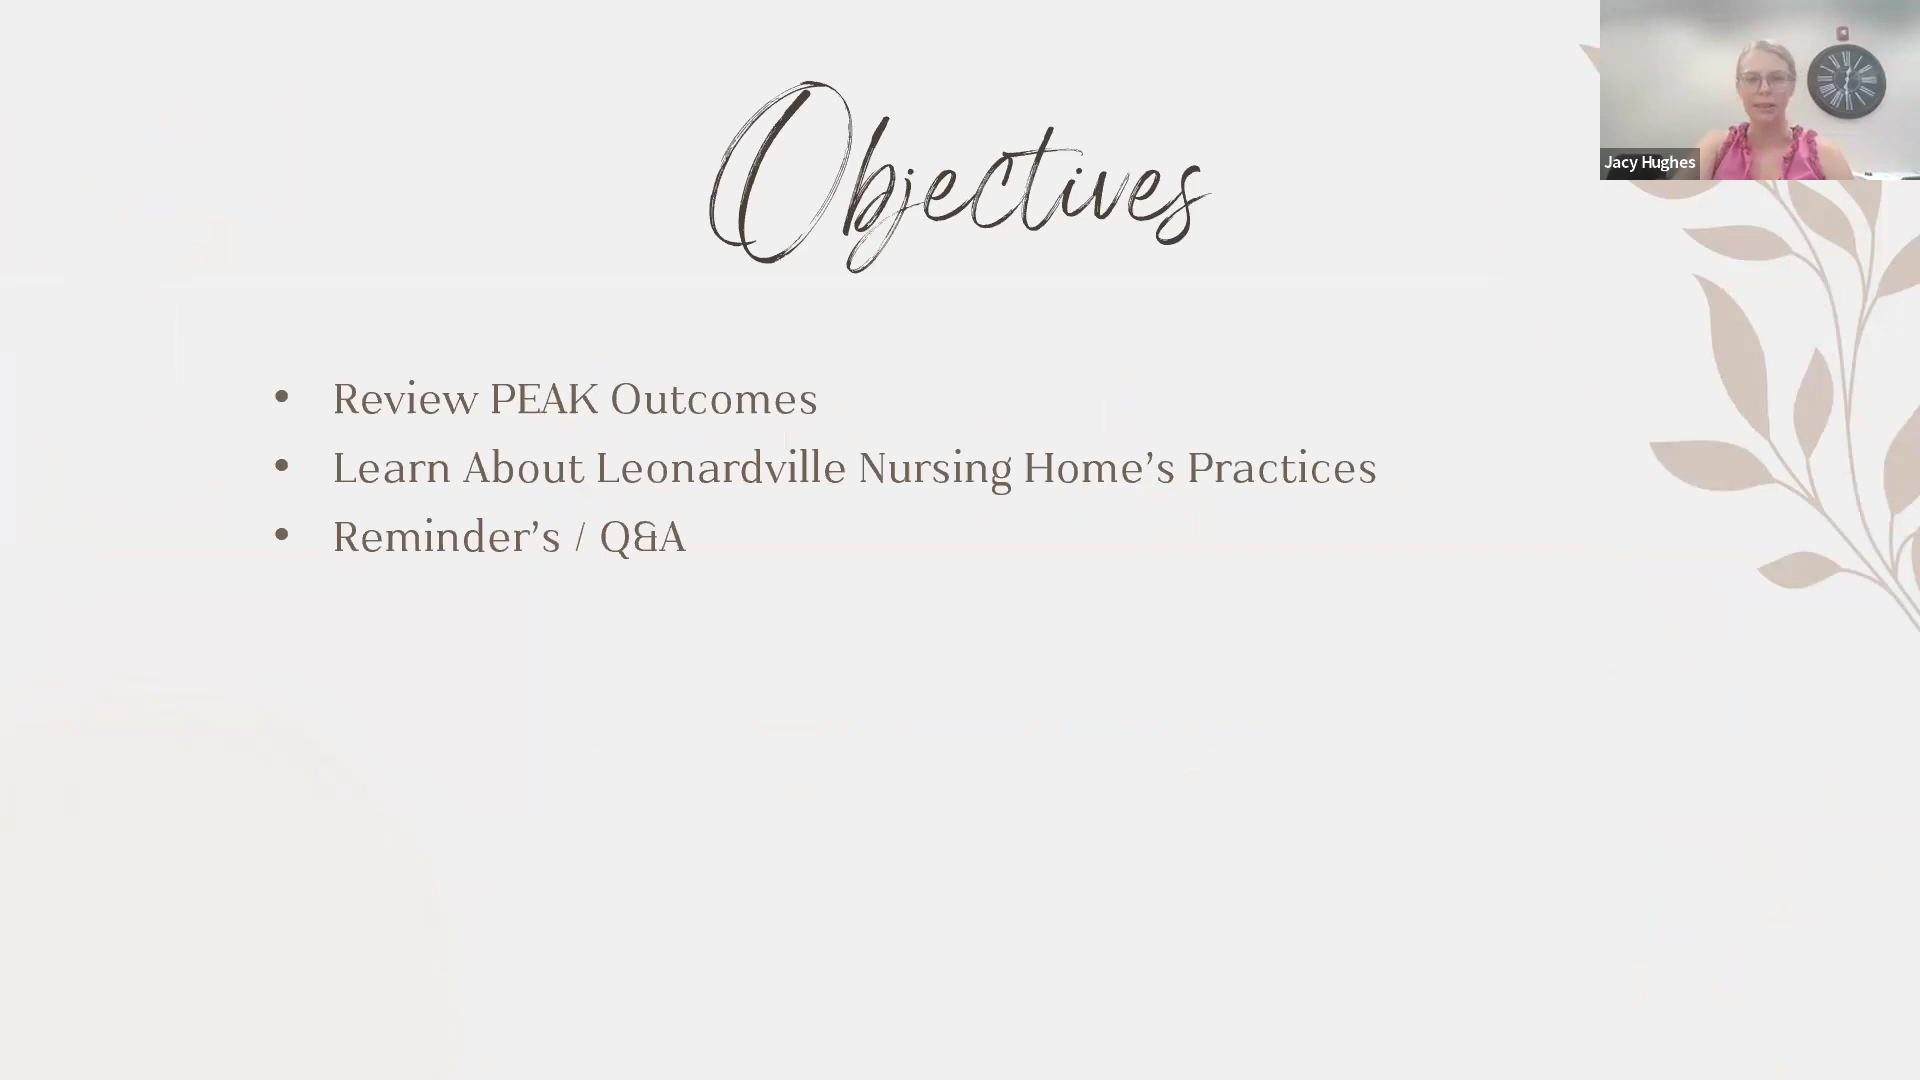 Objectives
Jacy Hughes
• Review PEAK Outcomes
• Learn About Leonardville Nursing Home’s Practices
• Reminder’s / Q&A